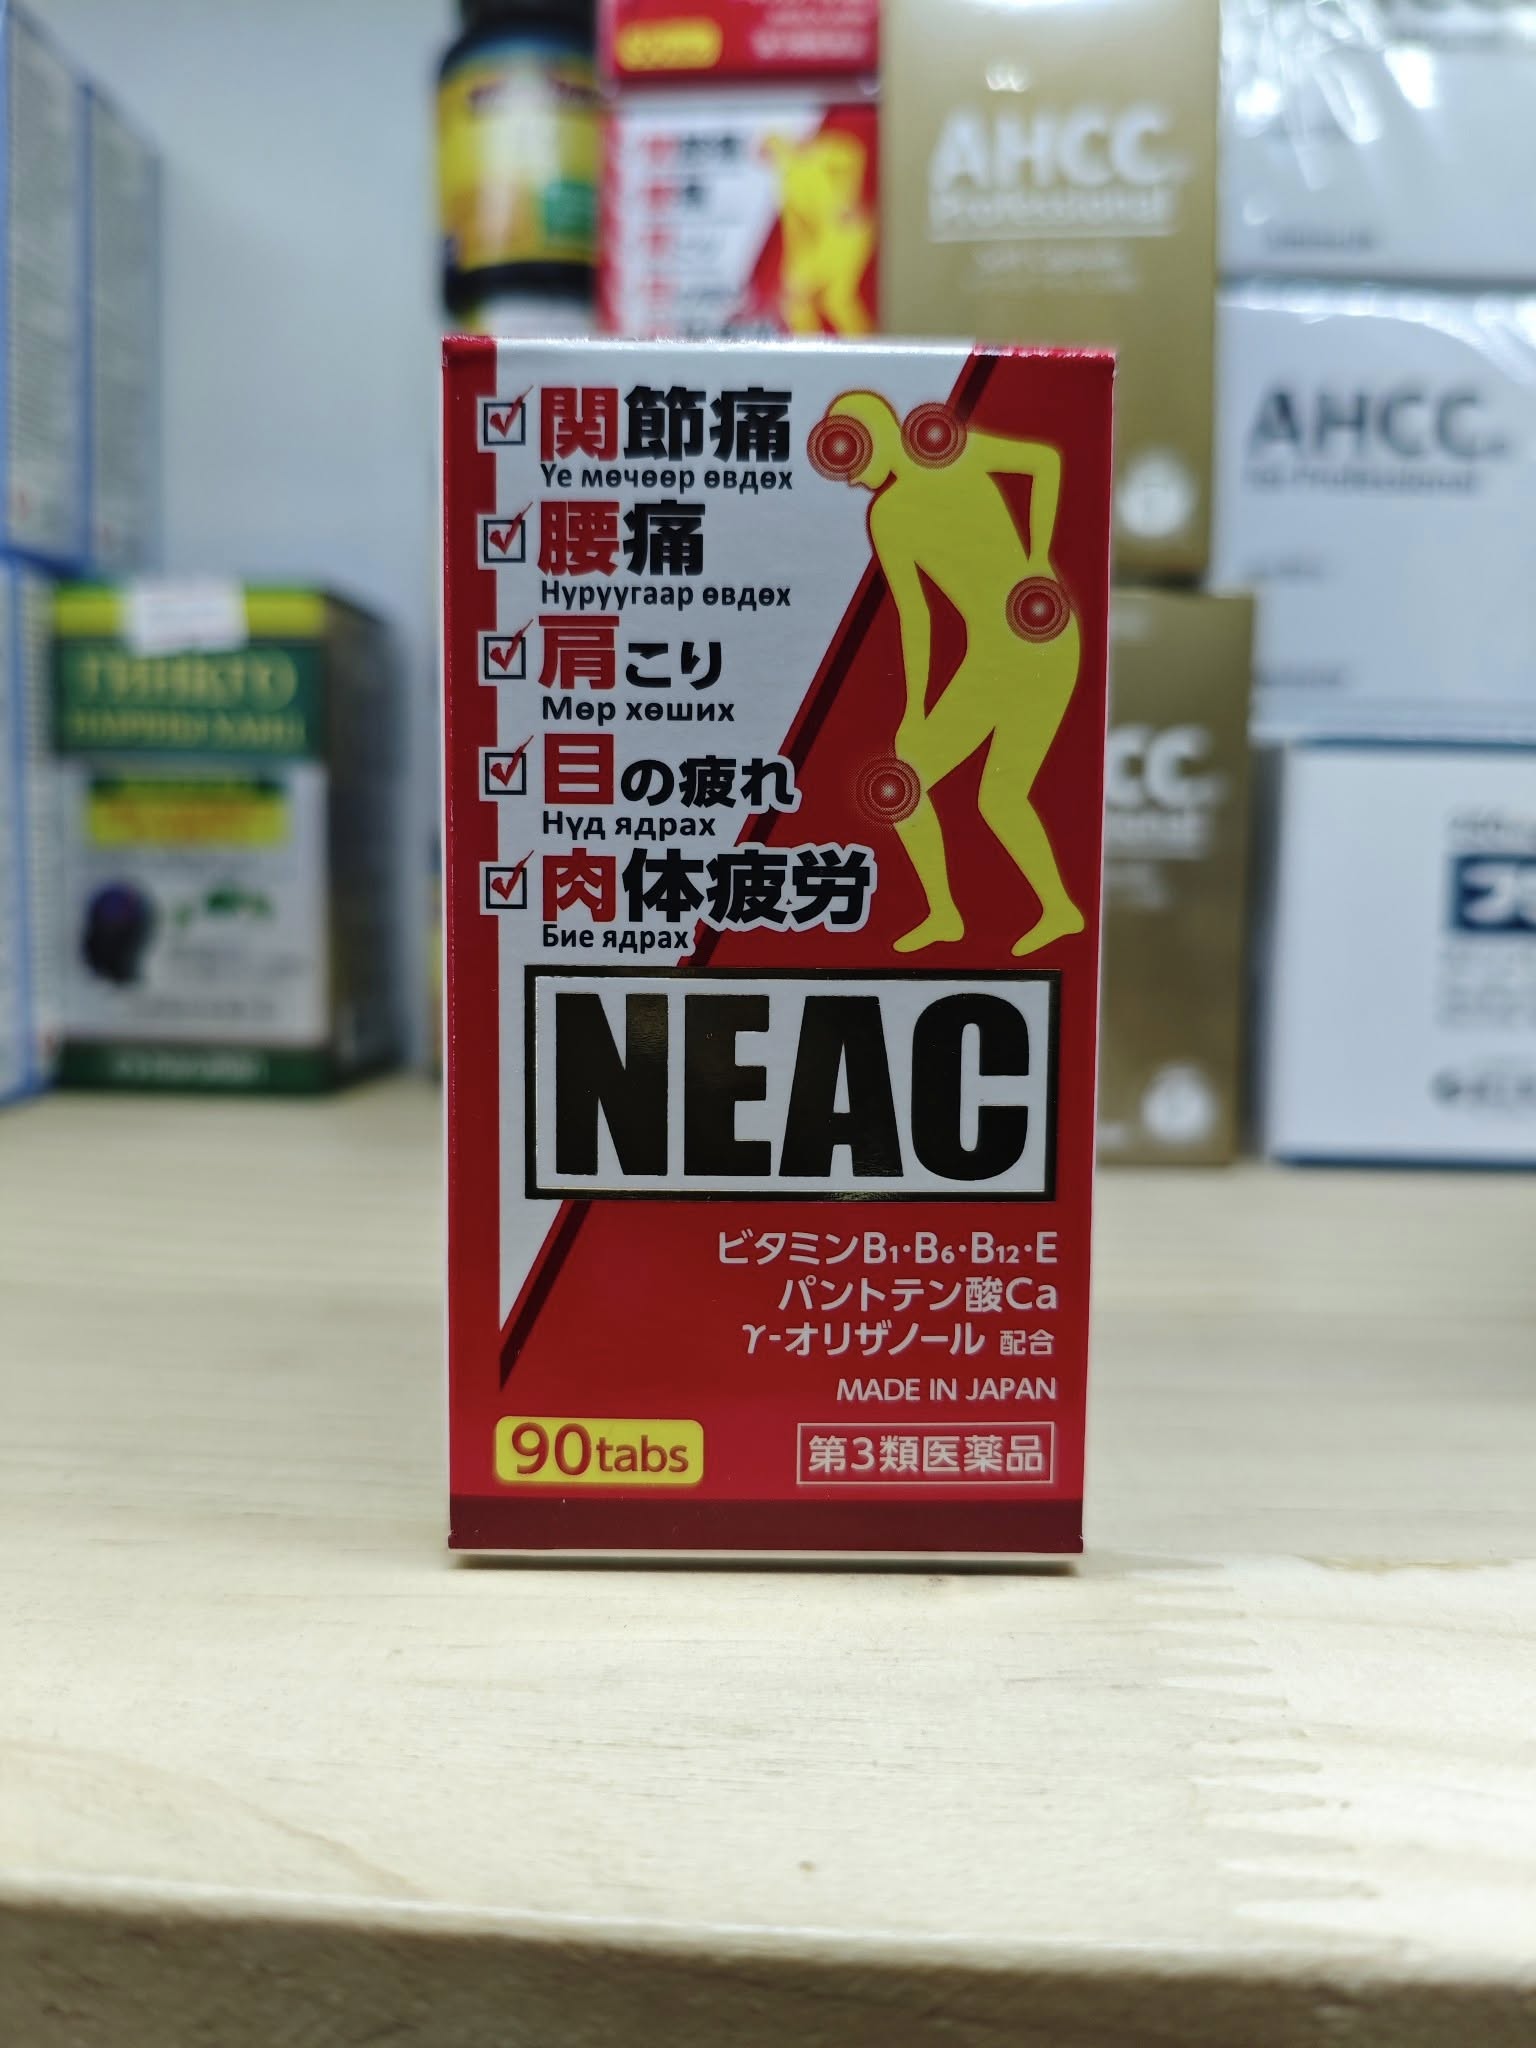 AHCC
Professional
AHCC
関節痛
Үе мөчөөр өвдөх
腰痛
Нуруугаар өвдөх
肩こり
Мөр хөших
目の疲れ
Нүд ядрах
肉体疲労
Бие ядрах
NEAC
ビタミンB1・B6・B12・E
パントテン酸Ca
γ-オリザノール 配合
MADE IN JAPAN
90tabs
第3類医薬品